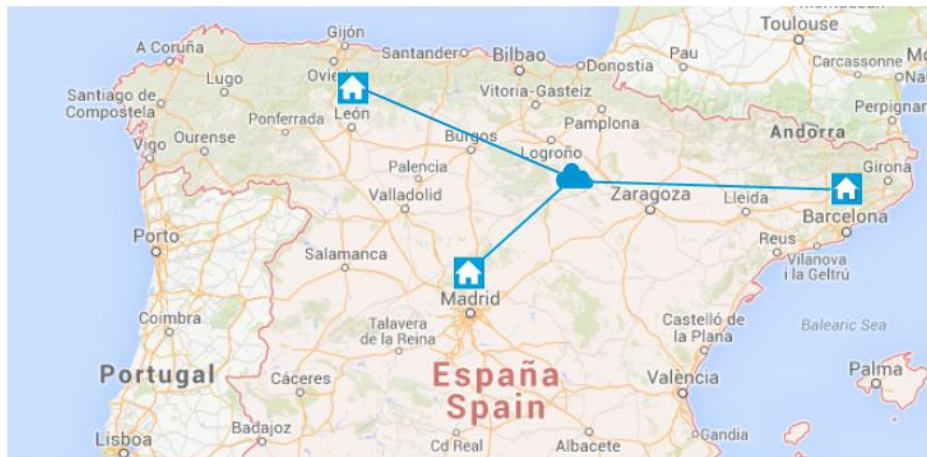 Toulouse
Gijón
A Coruña
Santander
Bilbao
Donostia
Pau
Carcassonne
Lugo
Vitoria-Gasteiz
Santiago de
Compostela
León
Ponferrada
Pamplona
Perpignan
Andorra
Vigo
Ourense
Burgos
Logroño
Girona
Palencia
Valladolid
Zaragoza
Lleida
Barcelona
Porto
Reus
Vilanova
i la Geltrú
Salamanca
Madrid
Coimbra
Talavera
de la Reina
Castelló de
la Plana
Balearic Sea
Portugal
Cáceres
España
Spain
València
Palma
Lisboa
Badajoz
Cd Real
Albacete
Gandia